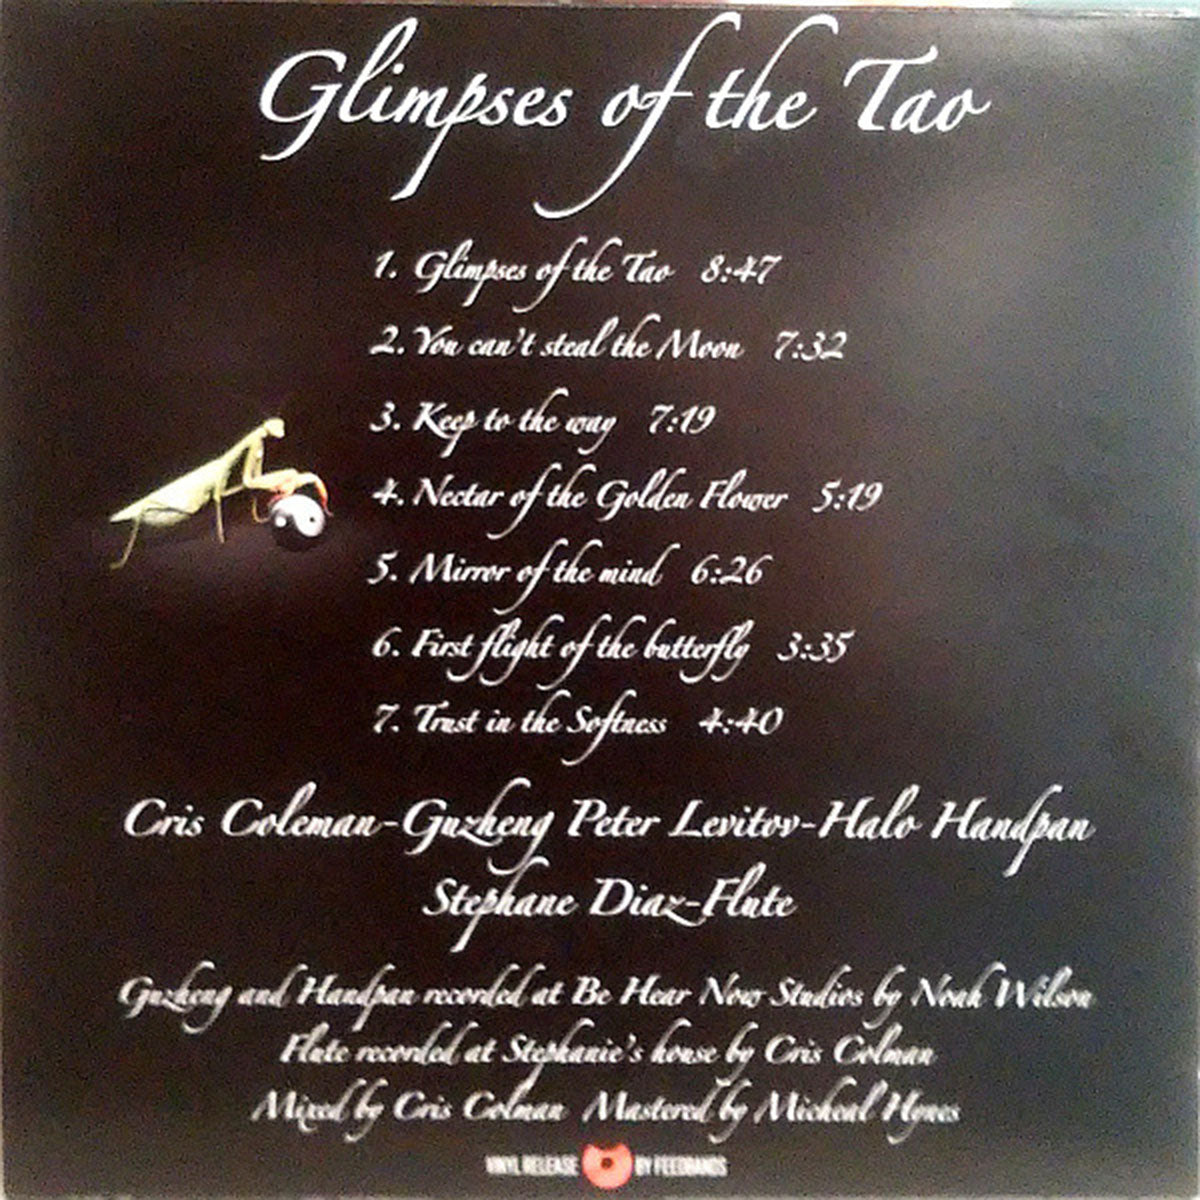 Glimpses of the Tao
1. Glimpses of the Tao 8:47
2. You can't steal the Moon 7:32
3. Keep to the way 7:19
4. Nectar of the Golden Flower 5:19
5. Mirror of the mind 6:26
6. First flight of the butterfly 3:35
7. Trust in the Softness 4:40
Cris Coleman-Guzheng Peter Levitov-Halo Handpan
Stephane Diaz-Flute
Guzheng and Handpan recorded at Be Hear Now Studios by Noah Wilson
Flute recorded at Stephanie's house by Cris Colman
Mixed by Cris Colman Mastered by Micheal Hynes
VINYL RELEASE BY FEEDBANDS